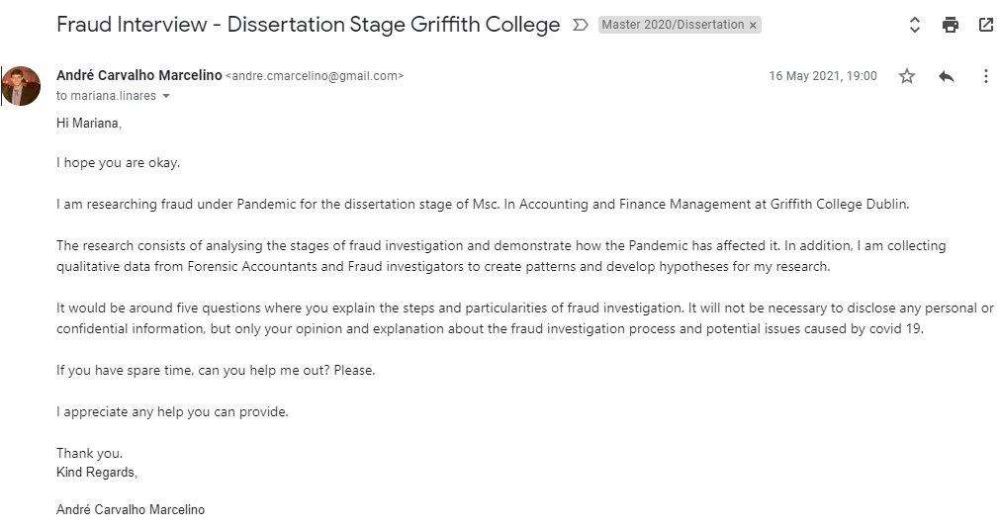 Fraud Interview - Dissertation Stage Griffith College Master 2020/Dissertation ×
André Carvalho Marcelino <andre.cmarcelino@gmail.com> 16 May 2021, 19:00
to mariana.linares
Hi Mariana,
I hope you are okay.
I am researching fraud under Pandemic for the dissertation stage of Msc. In Accounting and Finance Management at Griffith College Dublin.
The research consists of analysing the stages of fraud investigation and demonstrate how the Pandemic has affected it. In addition, I am collecting
qualitative data from Forensic Accountants and Fraud investigators to create patterns and develop hypotheses for my research.
It would be around five questions where you explain the steps and particularities of fraud investigation. It will not be necessary to disclose any personal or
confidential information, but only your opinion and explanation about the fraud investigation process and potential issues caused by covid 19.
If you have spare time, can you help me out? Please.
I appreciate any help you can provide.
Thank you.
Kind Regards,
André Carvalho Marcelino